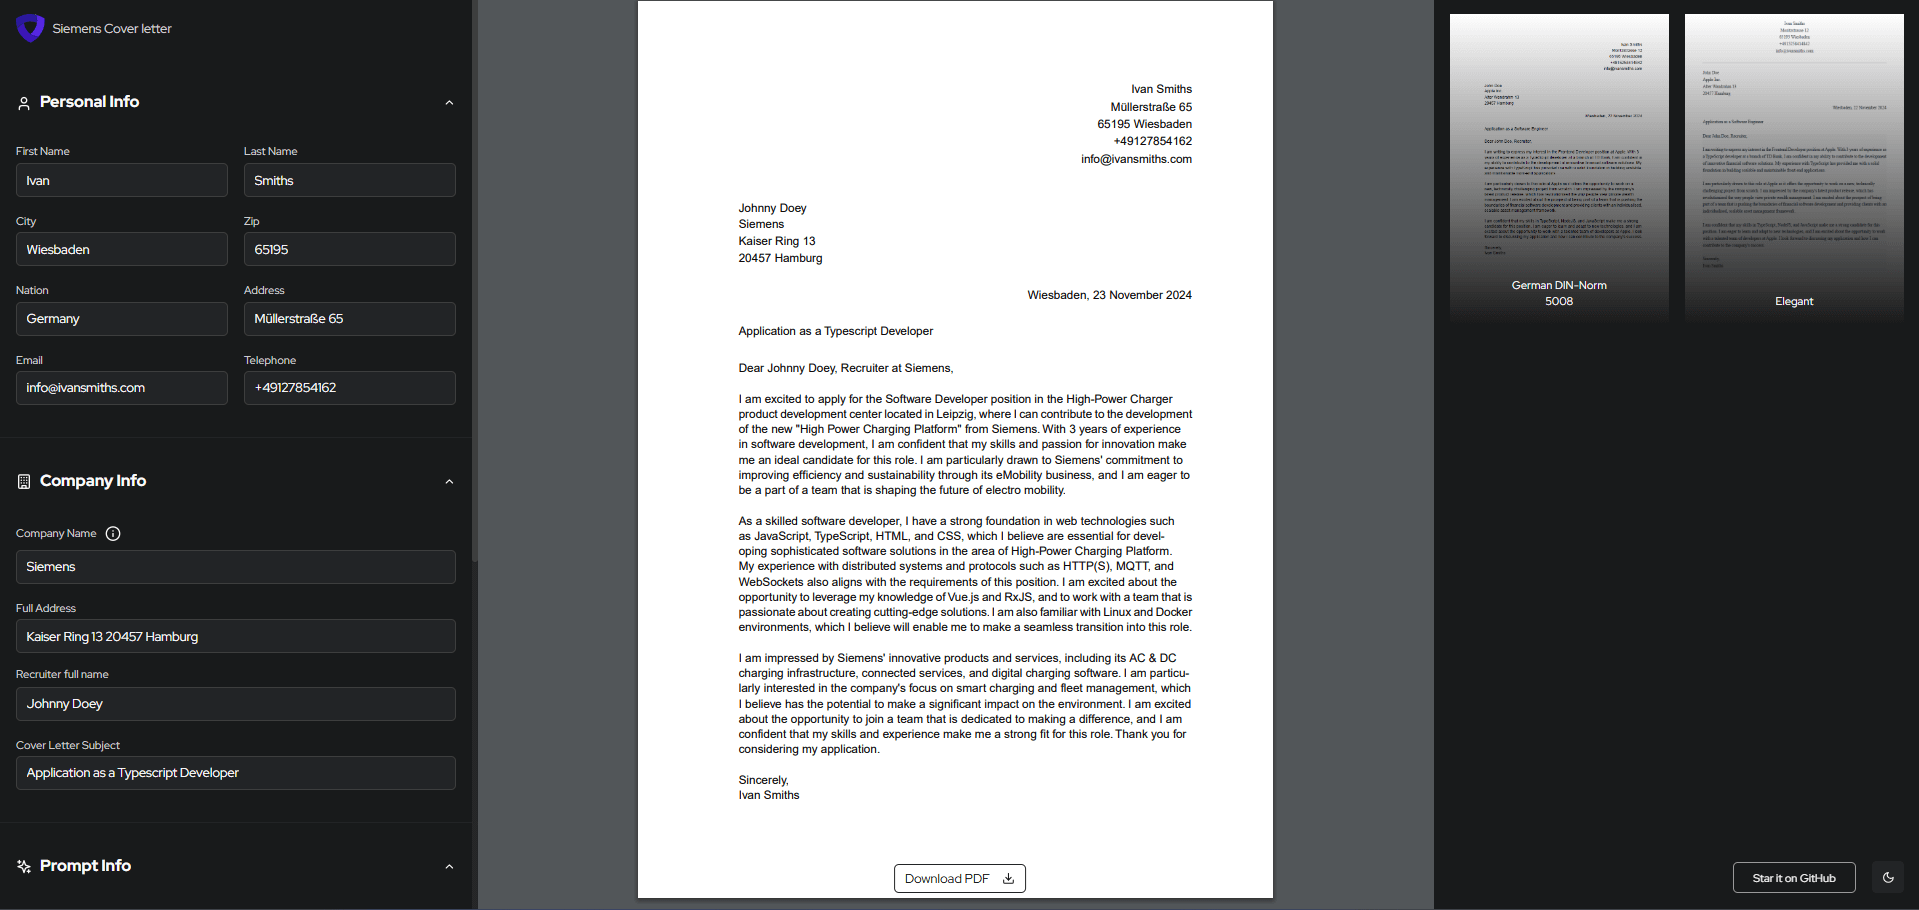 Siemens Cover letter
Personal Info
First Name
Last Name
Ivan
Smiths
City
Zip
Wiesbaden
65195
Nation
Address
Germany
Müllerstraße 65
Email
Telephone
info@ivansmiths.com
+49127854162
Company Info
Company Name
Siemens
Full Address
Kaiser Ring 13 20457 Hamburg
Recruiter full name
Johnny Doey
Cover Letter Subject
Application as a Typescript Developer
Prompt Info
Ivan Smiths
Müllerstraße 65
65195 Wiesbaden
+49127854162
info@ivansmiths.com
Johnny Doey
Siemens
Kaiser Ring 13
20457 Hamburg
Wiesbaden, 23 November 2024
Application as a Typescript Developer
Dear Johnny Doey, Recruiter at Siemens,
I am excited to apply for the Software Developer position in the High-Power Charger
product development center located in Leipzig, where I can contribute to the development
of the new "High Power Charging Platform" from Siemens. With 3 years of experience
in software development, I am confident that my skills and passion for innovation make
me an ideal candidate for this role. I am particularly drawn to Siemens' commitment to
improving efficiency and sustainability through its eMobility business, and I am eager to
be a part of a team that is shaping the future of electro mobility.
As a skilled software developer, I have a strong foundation in web technologies such
as JavaScript, TypeScript, HTML, and CSS, which I believe are essential for devel-
oping sophisticated software solutions in the area of High-Power Charging Platform.
My experience with distributed systems and protocols such as HTTP(S), MQTT, and
WebSockets also aligns with the requirements of this position. I am excited about the
opportunity to leverage my knowledge of Vue.js and RxJS, and to work with a team that is
passionate about creating cutting-edge solutions. I am also familiar with Linux and Docker
environments, which I believe will enable me to make a seamless transition into this role.
I am impressed by Siemens' innovative products and services, including its AC & DC
charging infrastructure, connected services, and digital charging software. I am particu-
larly interested in the company's focus on smart charging and fleet management, which
I believe has the potential to make a significant impact on the environment. I am excited
about the opportunity to join a team that is dedicated to making a difference, and I am
confident that my skills and experience make me a strong fit for this role. Thank you for
considering my application.
Sincerely,
Ivan Smiths
Download PDF
German DIN-Norm
5008
Elegant
Star it on GitHub